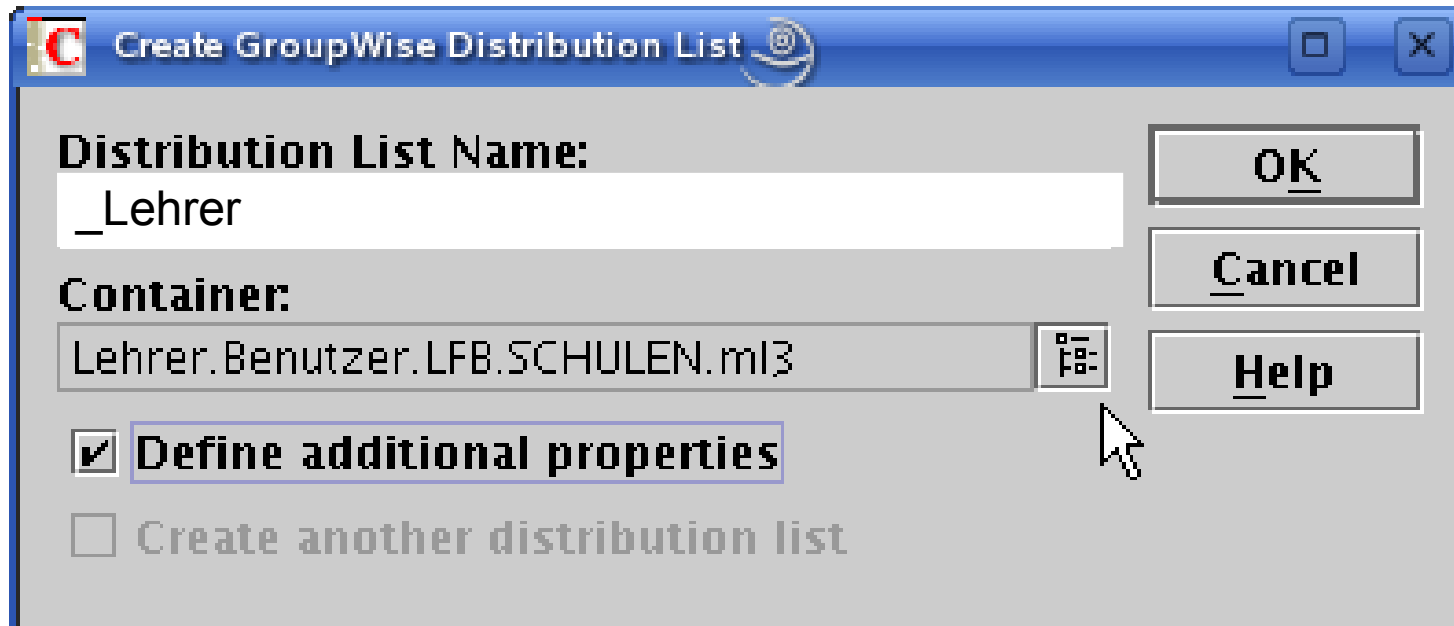 C Create GroupWise Distribution List
Distribution List Name:
_Lehrer
OK
Cancel
Container:
Lehrer.Benutzer.LFB.SCHULEN.ml3
Help
Define additional properties
Create another distribution list